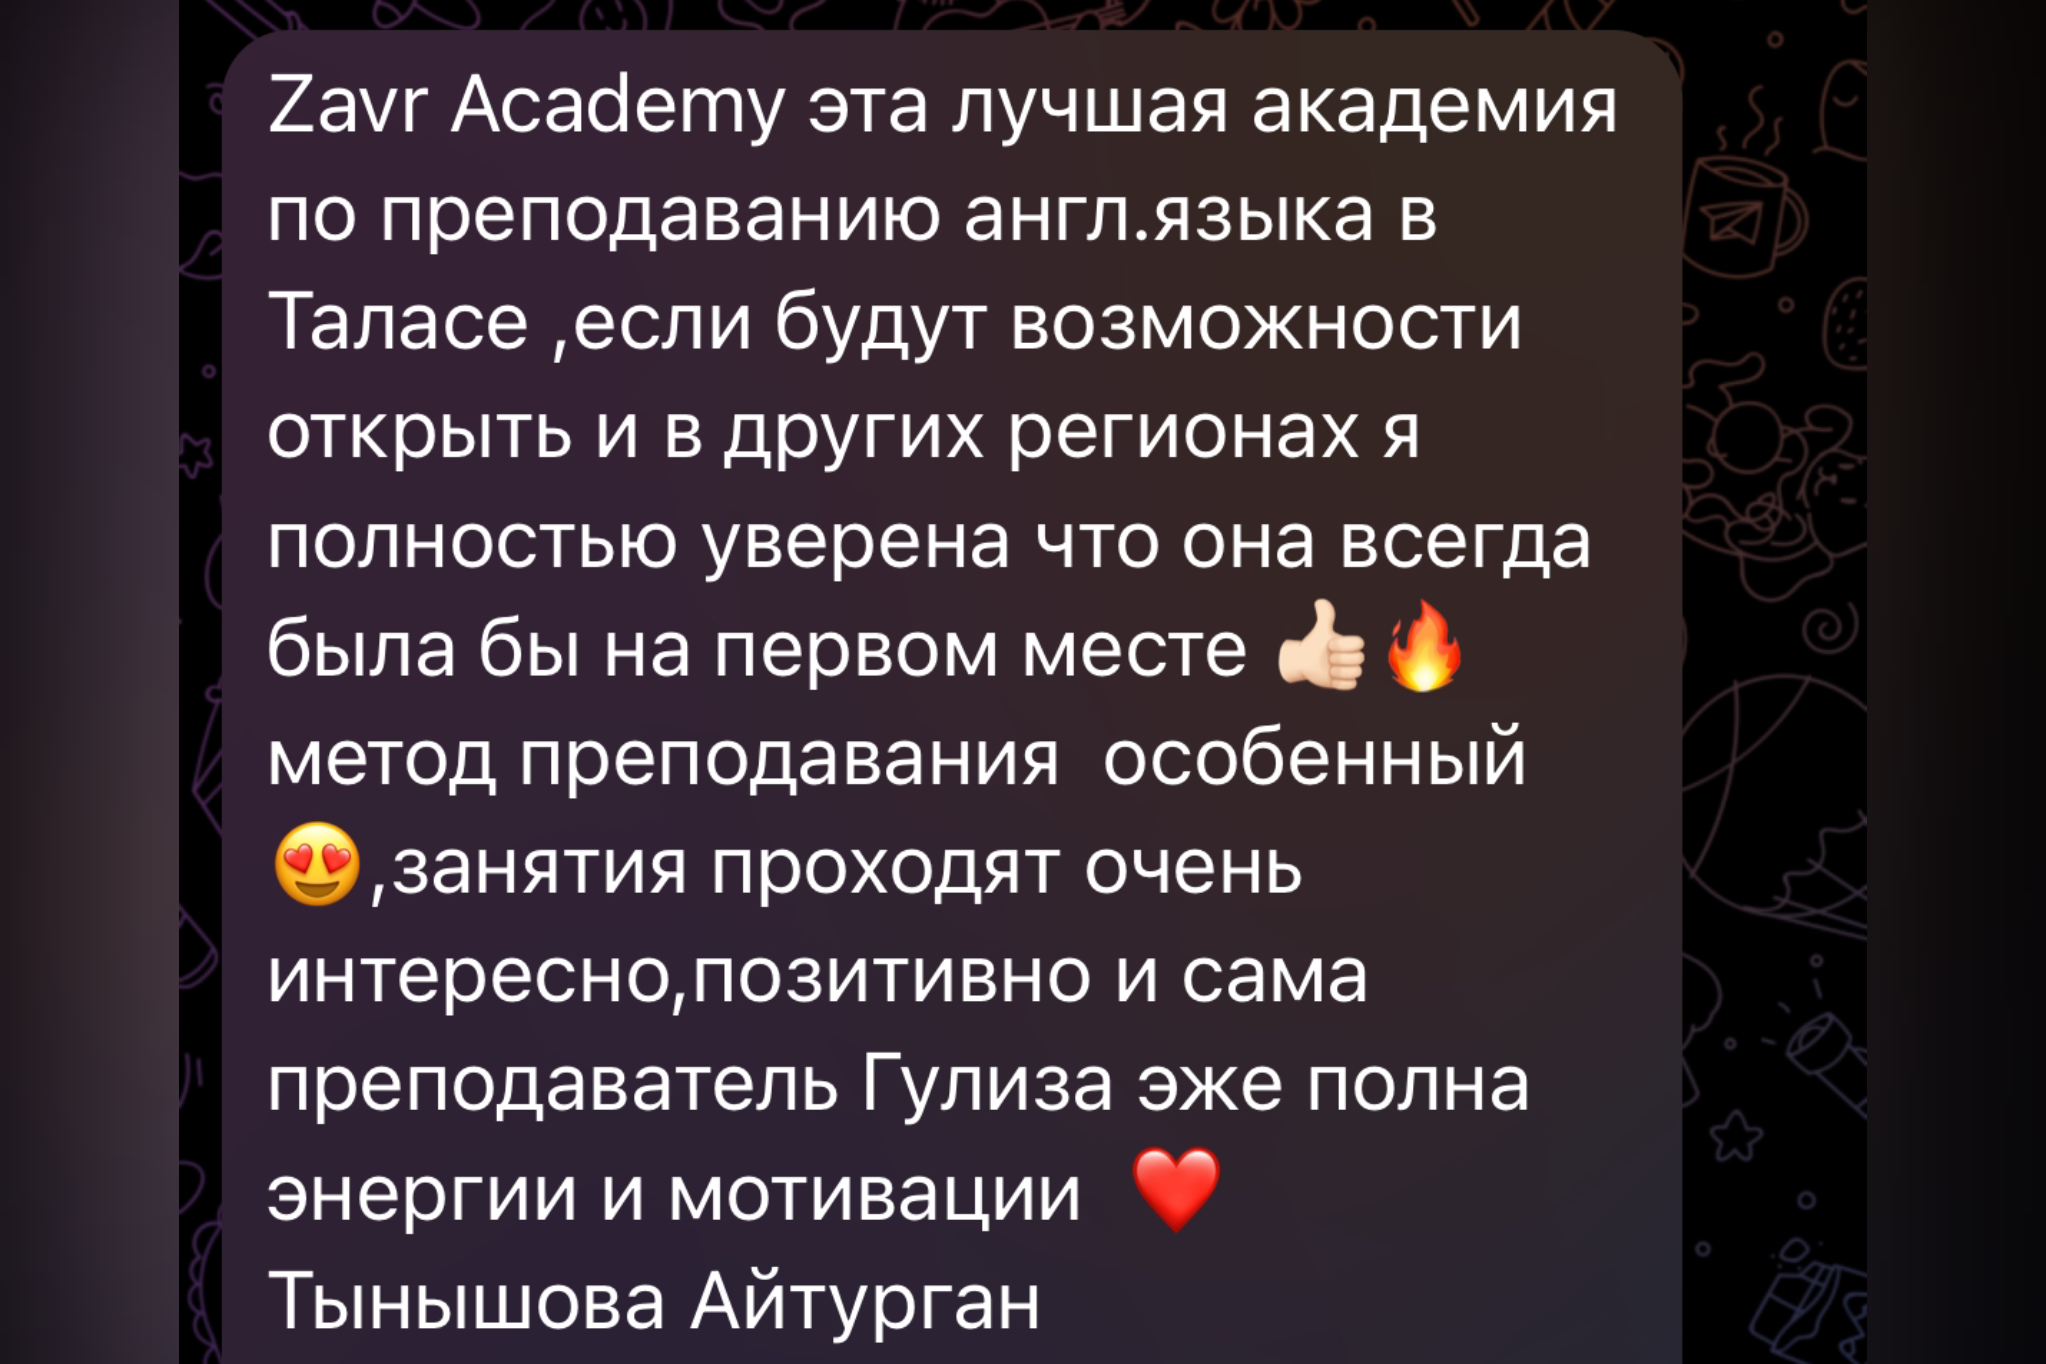 Zavr Academy эта лучшая академия
по преподаванию англ.языка в
Таласе ,если будут возможности
открыть и в других регионах я
полностью уверена что она всегда
была бы на первом месте 👍🏻🔥
метод преподавания  особенный
😍,занятия проходят очень
интересно,позитивно и сама
преподаватель Гулиза эже полна
энергии и мотивации  ❤️
Тынышова Айтурган